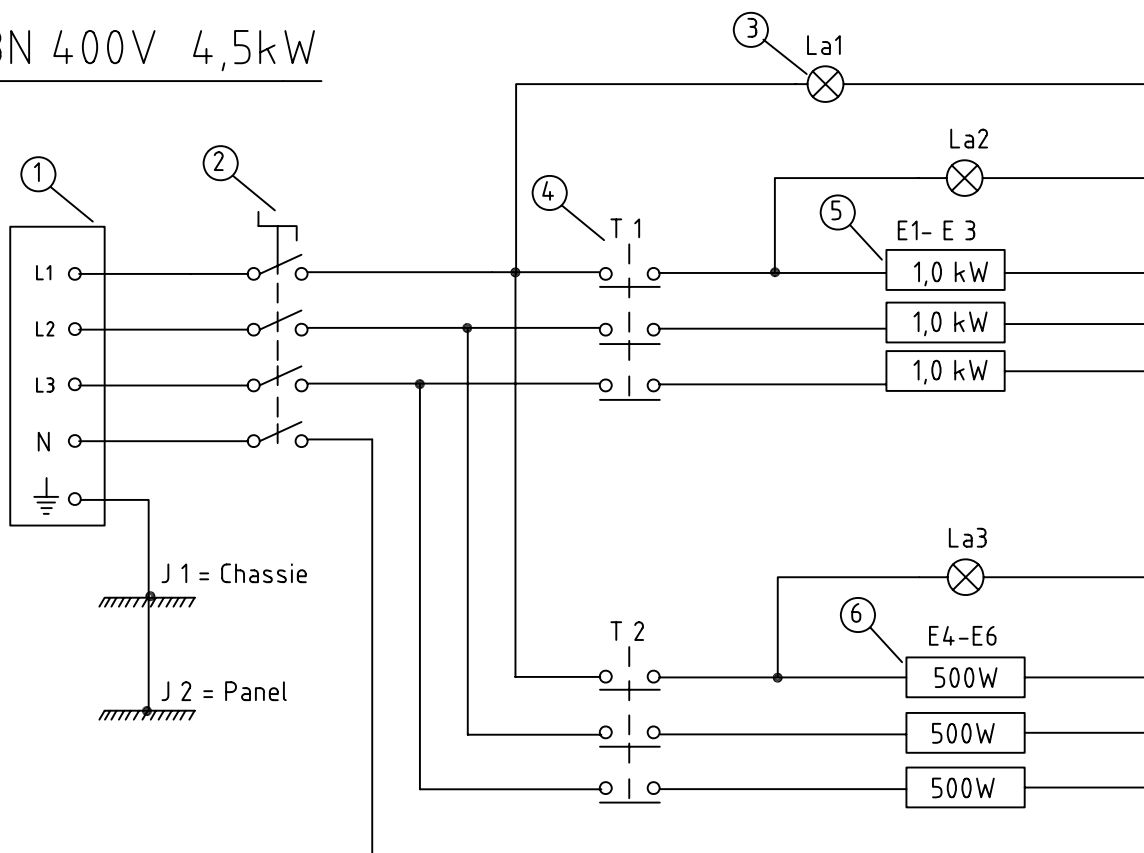 3N 400V 4,5kW
3
La1
La2
1
2
4
T 1
5
E1- E 3
L1
1,0 kW
L2
1,0 kW
L3
1,0 kW
N
La3
J 1 = Chassie
6
T 2
E4-E6
500W
J 2 = Panel
500W
500W